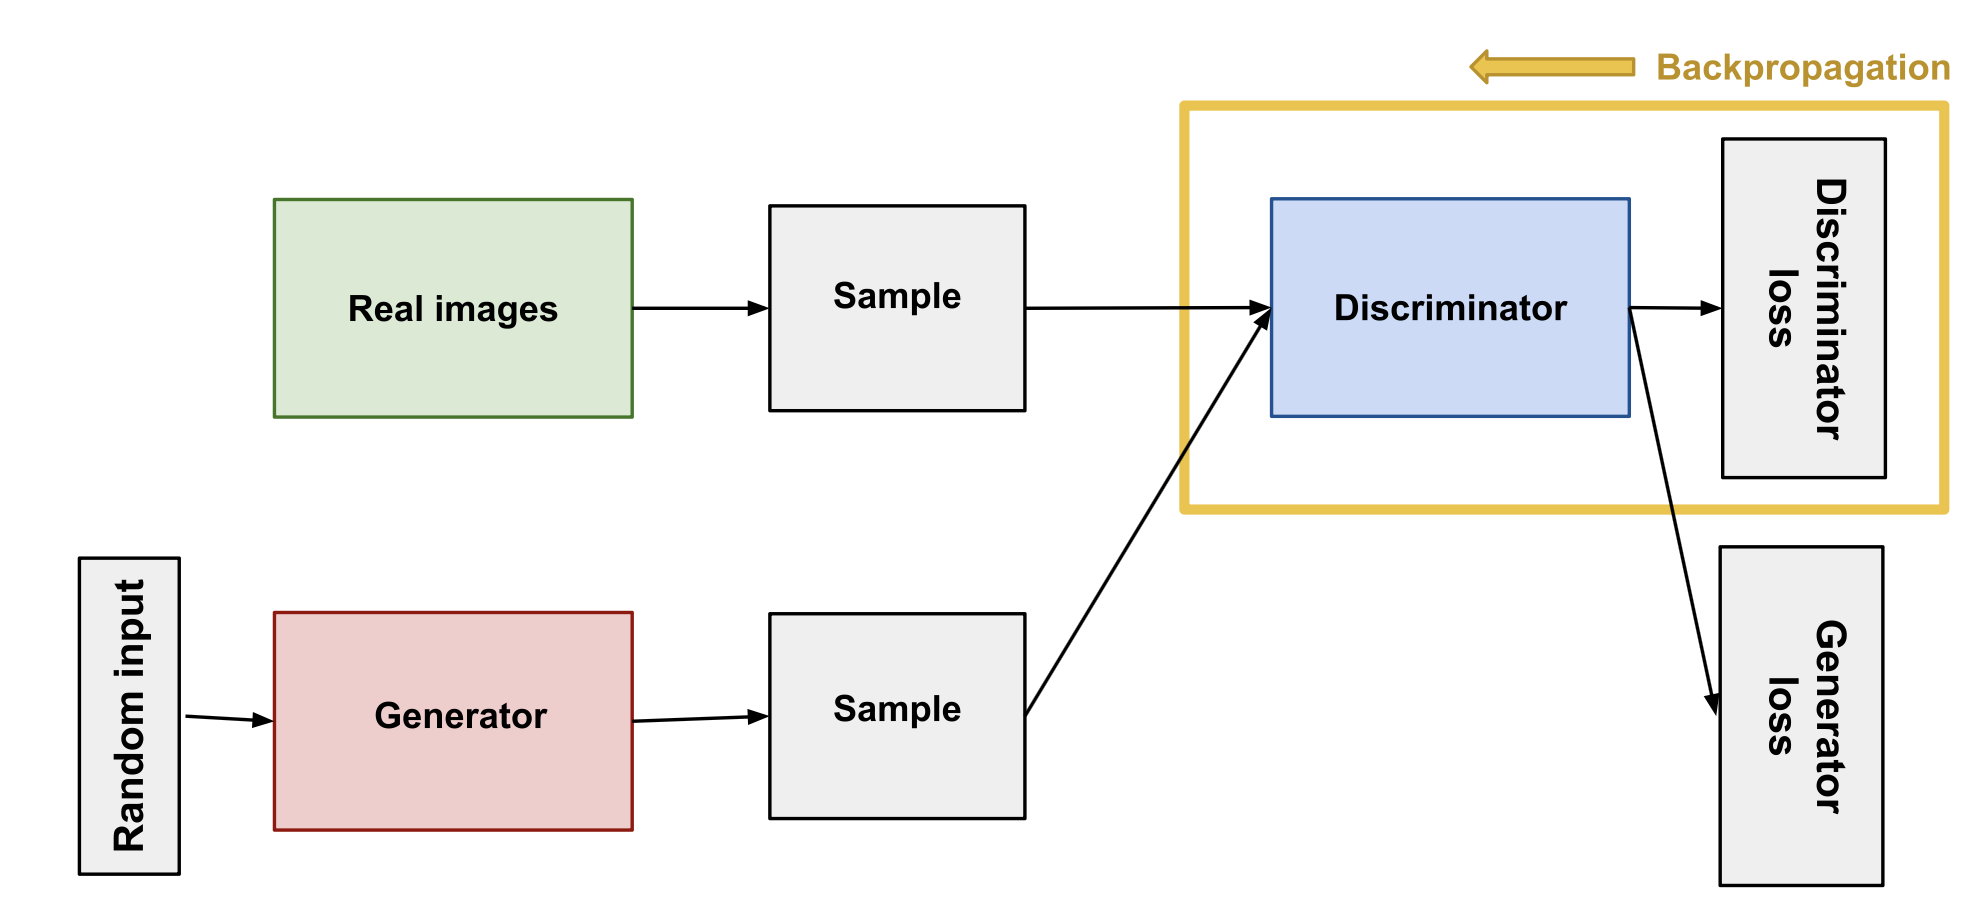 Backpropagation
Real images
Sample
Discriminator
Discriminator
loss
Random input
Generator
Sample
Generator
loss